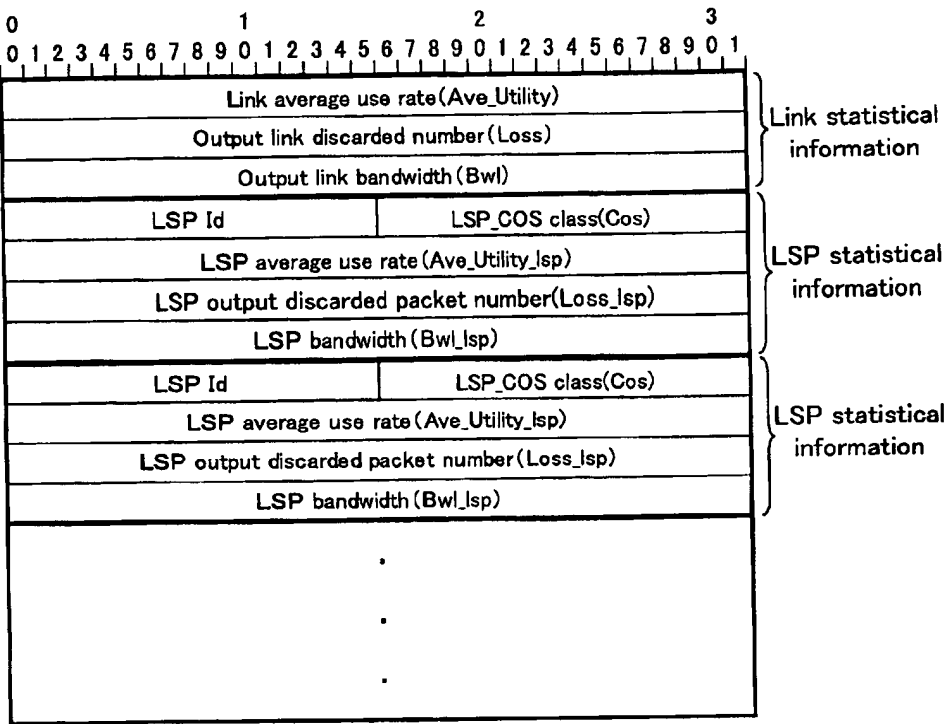 0 1 2 3
0 1 2 3 4 5 6 7 8 9 0 1 2 3 4 5 6 7 8 9 0 1 2 3 4 5 6 7 8 9 0 1
Link average use rate(Ave_Utility)
Output link discarded number(Loss)
Output link bandwidth(Bwl)
Link statistical
information
LSP Id LSP_COS class(Cos)
LSP average use rate(Ave_Utility_lsp)
LSP output discarded packet number(Loss_lsp)
LSP bandwidth(Bwl_lsp)
LSP statistical
information
LSP Id LSP_COS class(Cos)
LSP average use rate(Ave_Utility_lsp)
LSP output discarded packet number(Loss_lsp)
LSP bandwidth(Bwl_lsp)
LSP statistical
information